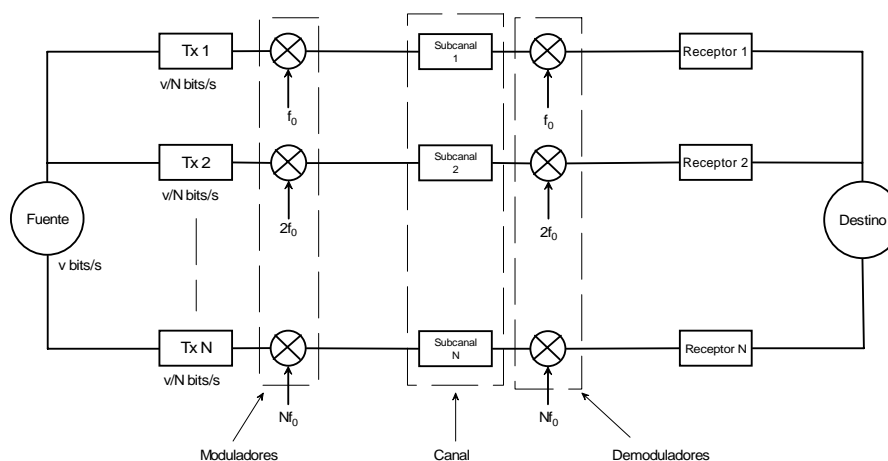 Tx 1
Subcanal
1
Receptor 1
v/N bits/s
f0
f0
Tx 2
Subcanal
2
Receptor 2
v/N bits/s
Fuente
2f0
2f0
Destino
v bits/s
Tx N
Subcanal
N
Receptor N
v/N bits/s
Nf0
Nf0
Moduladores
Canal
Demoduladores